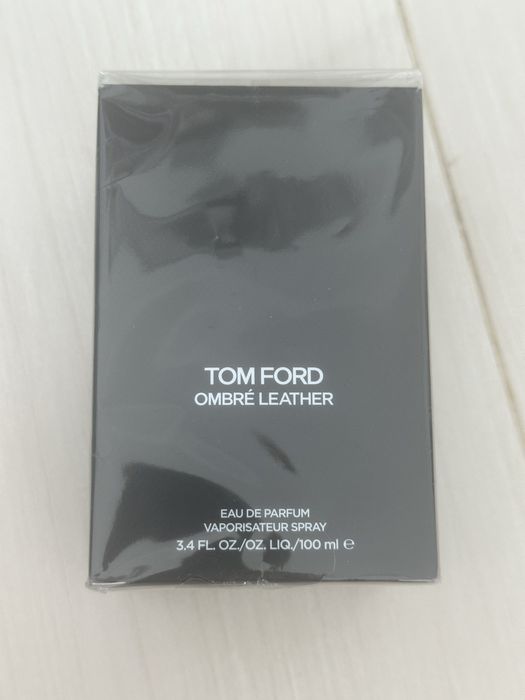 TOM FORD
OMBRÉ LEATHER
EAU DE PARFUM
VAPORISATEUR SPRAY
3.4 FL. OZ./OZ. LIQ./100 ml ℮